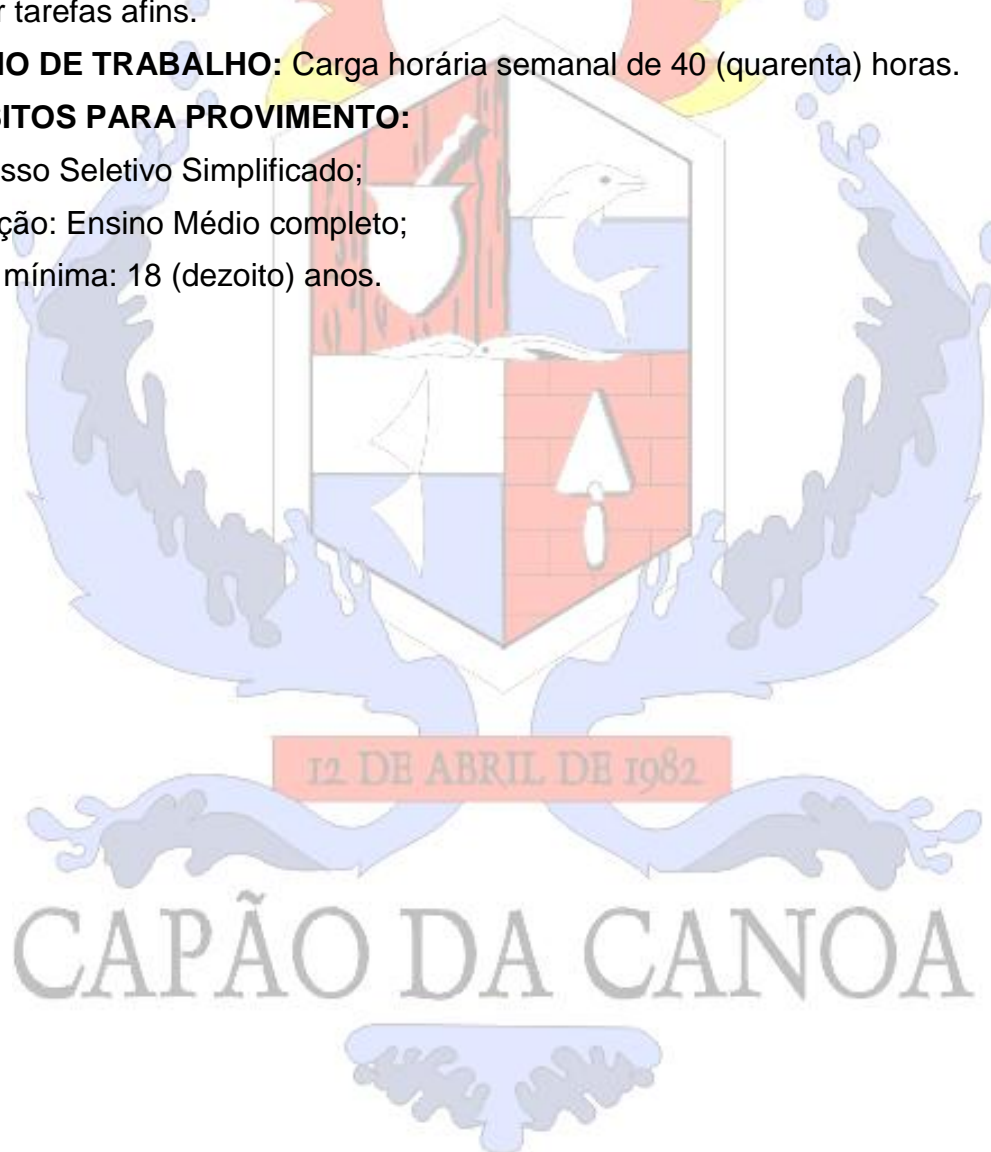 r tarefas afins.
IO DE TRABALHO: Carga horária semanal de 40 (quarenta) horas.
SITOS PARA PROVIMENTO:
sso Seletivo Simplificado;
ção: Ensino Médio completo;
mínima: 18 (dezoito) anos.
12 DE ABRIL DE 1982
CAPÃO DA CANOA